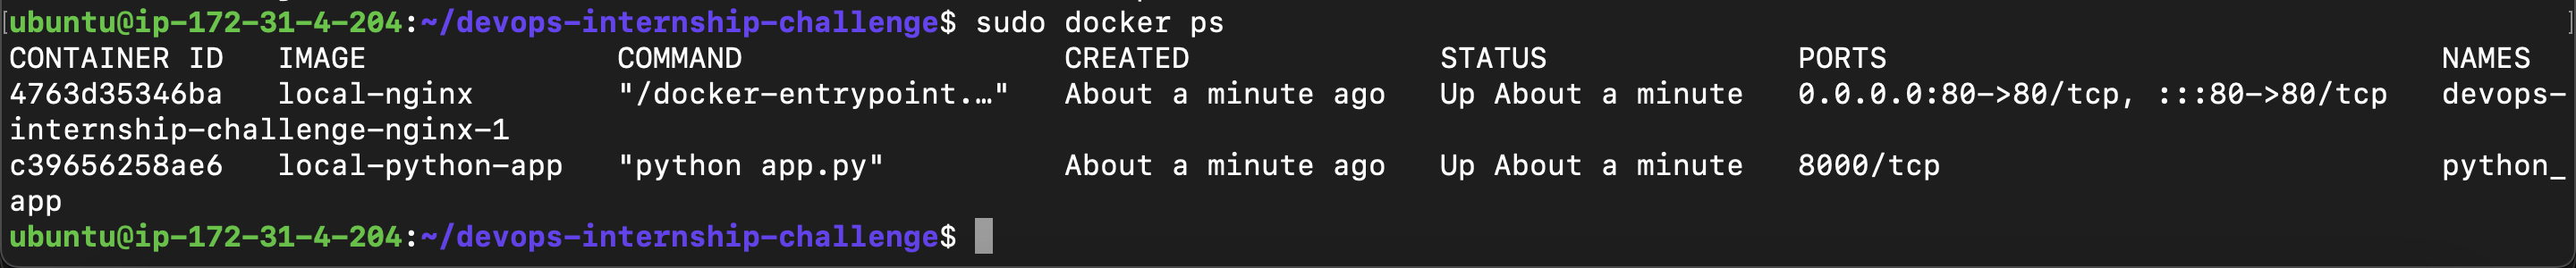 [ubuntu@ip-172-31-4-204:~/devops-internship-challenge$ sudo docker ps ]
CONTAINER ID   IMAGE              COMMAND                  CREATED              STATUS              PORTS                               NAMES
4763d35346ba   local-nginx        "/docker-entrypoint.…"   About a minute ago   Up About a minute   0.0.0.0:80->80/tcp, :::80->80/tcp   devops-
internship-challenge-nginx-1
c39656258ae6   local-python-app   "python app.py"          About a minute ago   Up About a minute   8000/tcp                            python_
app
ubuntu@ip-172-31-4-204:~/devops-internship-challenge$